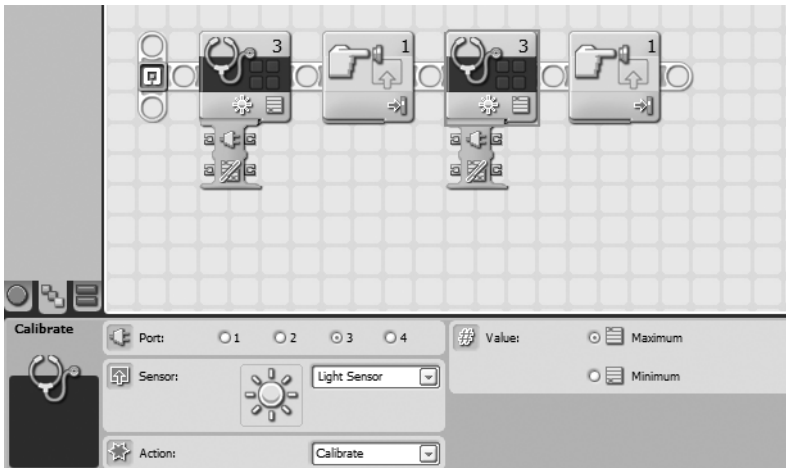 3 1 3 1
Calibrate
Port: 1 2 3 4
Value: Maximum
Minimum
Sensor: Light Sensor
Action: Calibrate